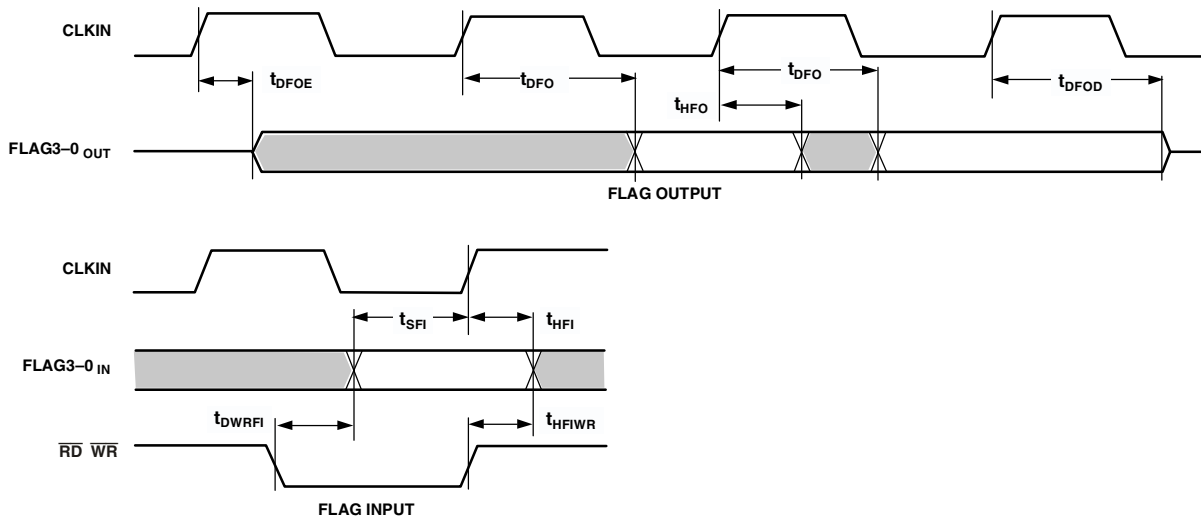 CLKIN
tDFOE
tDFO
tDFO
tHFO
tDFOD
FLAG3–0 OUT
FLAG OUTPUT
CLKIN
tSFI
tHFI
FLAG3–0 IN
tDWRFI
tHFIWR
RD WR
FLAG INPUT